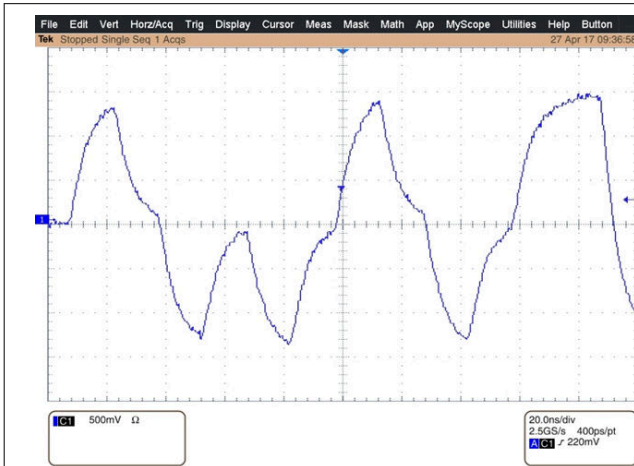 File Edit Vert Horz/Acq Trig Display Cursor Meas Mask Math App MyScope Utilities Help Button
Tek Stopped Single Seq 1 Acqs 27 Apr 17 09:36:58
1
C1 500mV Ω
20.0ns/div
2.5GS/s 400ps/pt
A C1 ƒ 220mV